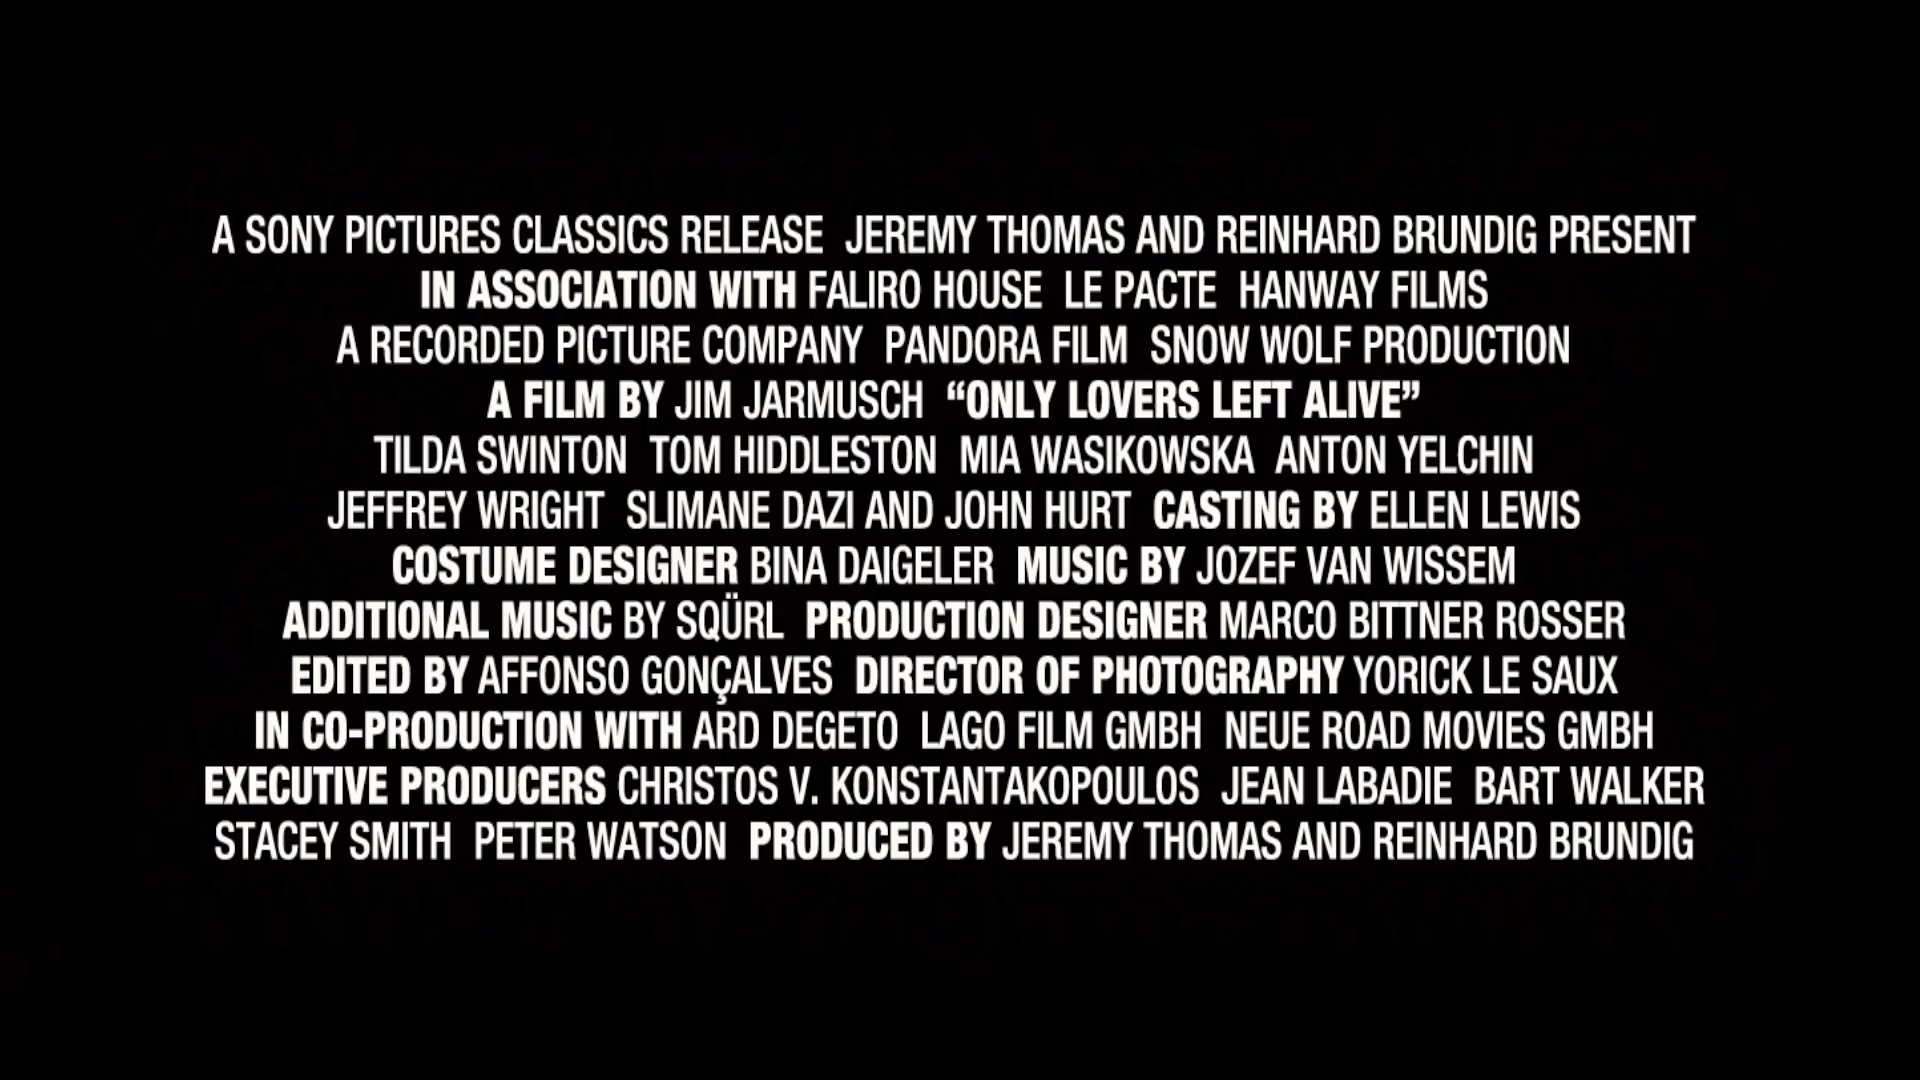 A SONY PICTURES CLASSICS RELEASE JEREMY THOMAS AND REINHARD BRUNDIG PRESENT
IN ASSOCIATION WITH FALIRO HOUSE LE PACTE HANWAY FILMS
A RECORDED PICTURE COMPANY PANDORA FILM SNOW WOLF PRODUCTION
A FILM BY JIM JARMUSCH “ONLY LOVERS LEFT ALIVE”
TILDA SWINTON TOM HIDDLESTON MIA WASIKOWSKA ANTON YELCHIN
JEFFREY WRIGHT SLIMANE DAZI AND JOHN HURT CASTING BY ELLEN LEWIS
COSTUME DESIGNER BINA DAIGELER MUSIC BY JOZEF VAN WISSEM
ADDITIONAL MUSIC BY SQÜRL PRODUCTION DESIGNER MARCO BITTNER ROSSER
EDITED BY AFFONSO GONÇALVES DIRECTOR OF PHOTOGRAPHY YORICK LE SAUX
IN CO-PRODUCTION WITH ARD DEGETO LAGO FILM GMBH NEUE ROAD MOVIES GMBH
EXECUTIVE PRODUCERS CHRISTOS V. KONSTANTAKOPOULOS JEAN LABADIE BART WALKER
STACEY SMITH PETER WATSON PRODUCED BY JEREMY THOMAS AND REINHARD BRUNDIG